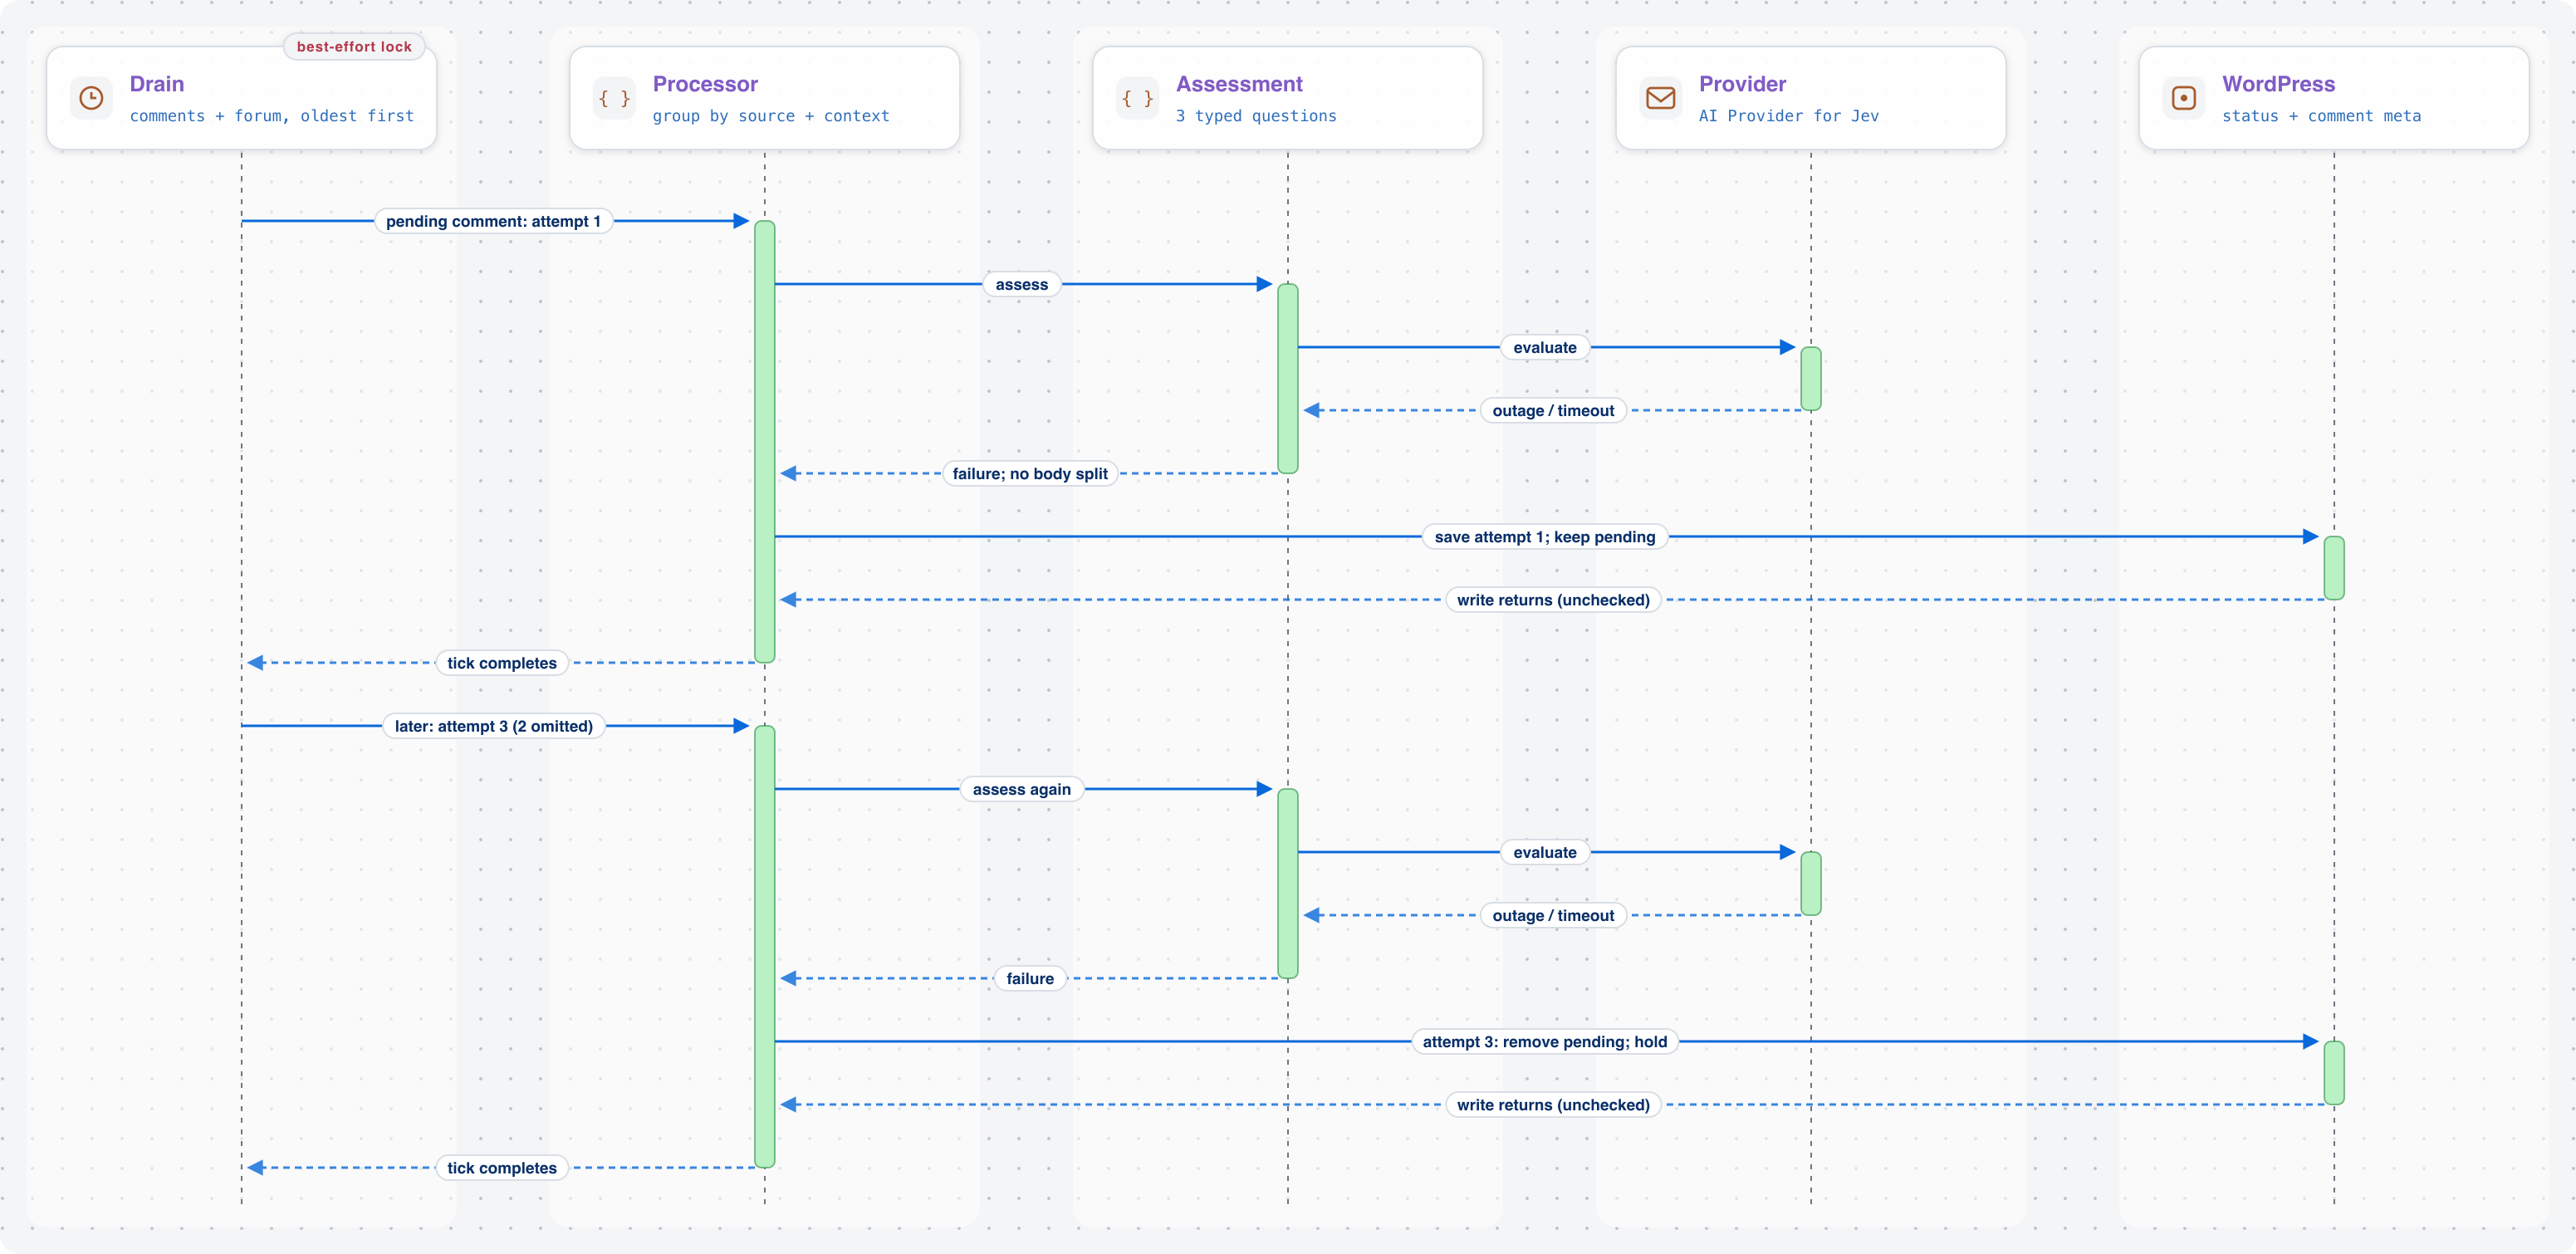 best-effort lock
Drain
comments + forum, oldest first
{ }
Processor
group by source + context
{ }
Assessment
3 typed questions
Provider
AI Provider for Jev
WordPress
status + comment meta
pending comment: attempt 1
assess
evaluate
outage / timeout
failure; no body split
save attempt 1; keep pending
write returns (unchecked)
tick completes
later: attempt 3 (2 omitted)
assess again
evaluate
outage / timeout
failure
attempt 3: remove pending; hold
write returns (unchecked)
tick completes